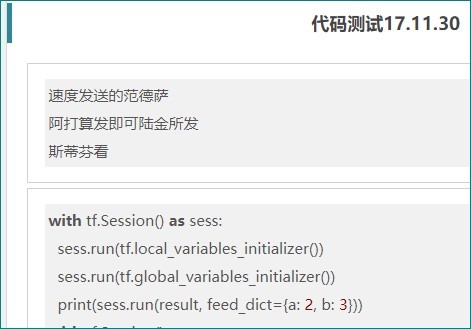 代码测试17.11.30
速度发送的范德萨
阿打算发即可陆金所发
斯蒂芬看
with tf.Session() as sess:
sess.run(tf.local_variables_initializer())
sess.run(tf.global_variables_initializer())
print(sess.run(result, feed_dict={a: 2, b: 3}))